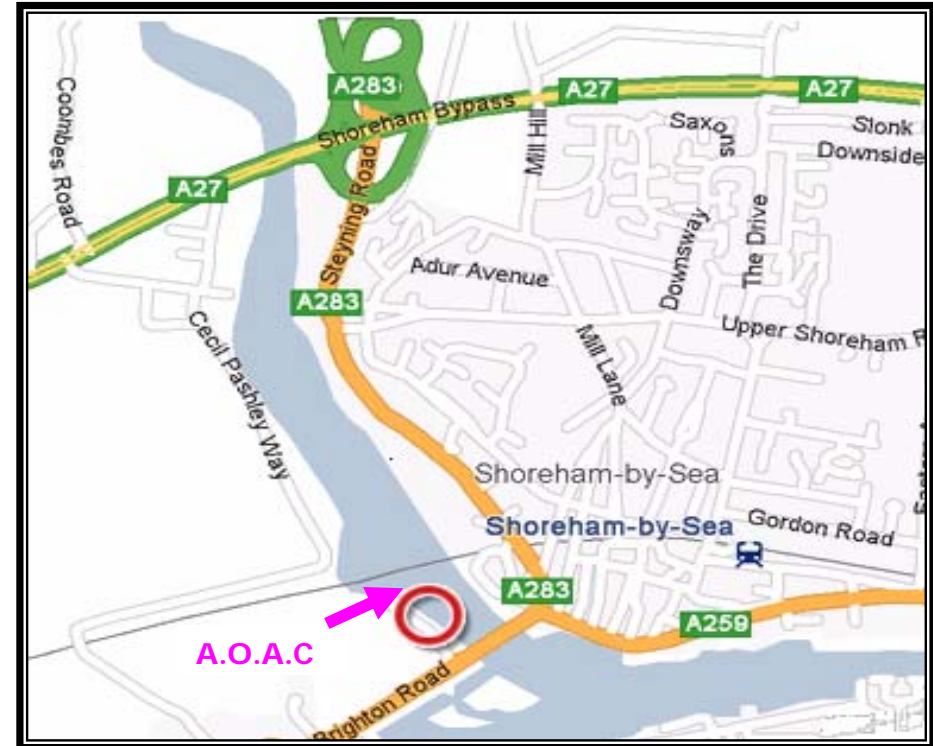 A283
A27
A27
Shoreham Bypass
Coombes Road
Mill Hill
Saxons
Slonk
Downside
A27
Steyning Road
Downsway
The Drive
Adur Avenue
A283
Upper Shoreham R
Cecil Pashley Way
Mill Lane
Shoreham-by-Sea
Shoreham-by-Sea
Gordon Road
A283
A259
A.O.A.C
Brighton Road